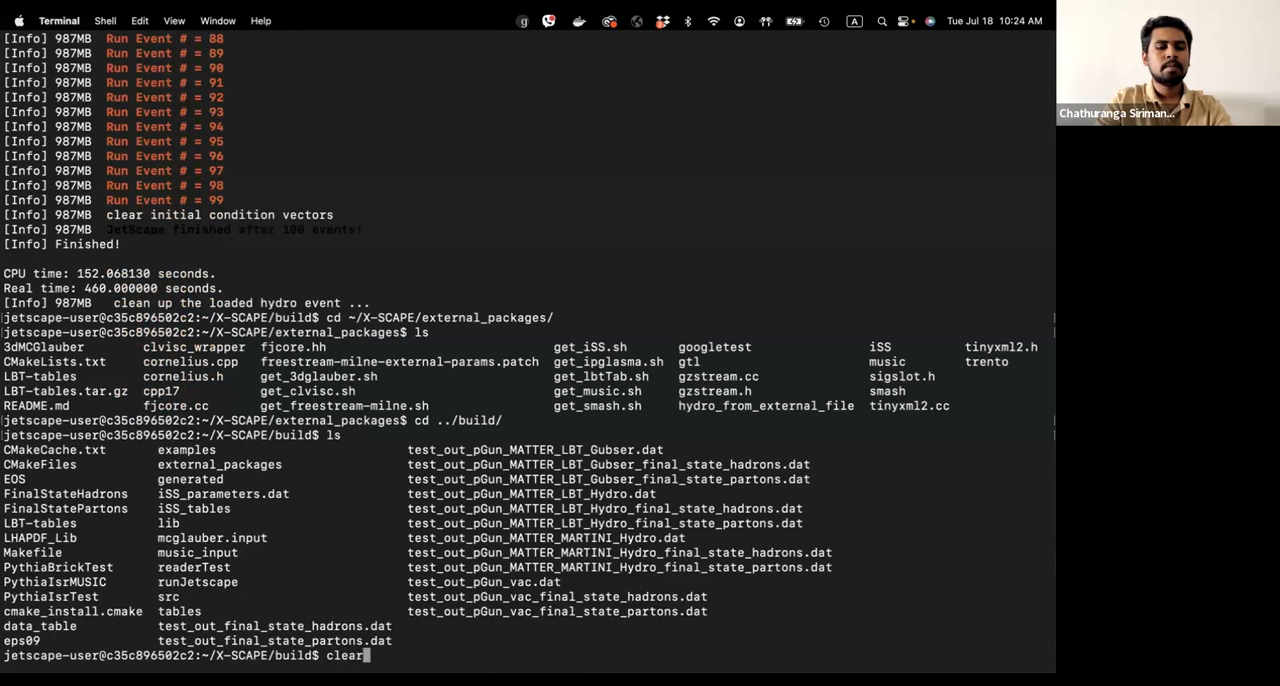 Terminal Shell Edit View Window Help g A Tue Jul 18 10:24 AM
[Info] 987MB Run Event # = 88
[Info] 987MB Run Event # = 89
[Info] 987MB Run Event # = 90
[Info] 987MB Run Event # = 91
[Info] 987MB Run Event # = 92
[Info] 987MB Run Event # = 93
[Info] 987MB Run Event # = 94
[Info] 987MB Run Event # = 95
[Info] 987MB Run Event # = 96
[Info] 987MB Run Event # = 97
[Info] 987MB Run Event # = 98
[Info] 987MB Run Event # = 99
[Info] 987MB clear initial condition vectors
[Info] 987MB JetScape finished after 100 events!
[Info] Finished!
CPU time: 152.068130 seconds.
Real time: 460.000000 seconds.
[Info] 987MB clean up the loaded hydro event ...
[jetscape-user@c35c896502c2:~/X-SCAPE/build$ cd ~/X-SCAPE/external_packages/ ]
[jetscape-user@c35c896502c2:~/X-SCAPE/external_packages$ ls ]
3dMCGlauber clvisc_wrapper fjcore.hh get_iSS.sh googletest iSS tinyxml2.h
CMakeLists.txt cornelius.cpp freestream-milne-external-params.patch get_ipglasma.sh gtl music trento
LBT-tables cornelius.h get_3dglauber.sh get_lbtTab.sh gzstream.cc sigslot.h
LBT-tables.tar.gz cpp17 get_clvisc.sh get_music.sh gzstream.h smash
README.md fjcore.cc get_freestream-milne.sh get_smash.sh hydro_from_external_file tinyxml2.cc
[jetscape-user@c35c896502c2:~/X-SCAPE/external_packages$ cd ../build/ ]
[jetscape-user@c35c896502c2:~/X-SCAPE/build$ ls ]
CMakeCache.txt examples test_out_pGun_MATTER_LBT_Gubser.dat
CMakeFiles external_packages test_out_pGun_MATTER_LBT_Gubser_final_state_hadrons.dat
EOS generated test_out_pGun_MATTER_LBT_Gubser_final_state_partons.dat
FinalStateHadrons iSS_parameters.dat test_out_pGun_MATTER_LBT_Hydro.dat
FinalStatePartons iSS_tables test_out_pGun_MATTER_LBT_Hydro_final_state_hadrons.dat
LBT-tables lib test_out_pGun_MATTER_LBT_Hydro_final_state_partons.dat
LHAPDF_Lib mcglauber.input test_out_pGun_MATTER_MARTINI_Hydro.dat
Makefile music_input test_out_pGun_MATTER_MARTINI_Hydro_final_state_hadrons.dat
PythiaBrickTest readerTest test_out_pGun_MATTER_MARTINI_Hydro_final_state_partons.dat
PythiaIsrMUSIC runJetscape test_out_pGun_vac.dat
PythiaIsrTest src test_out_pGun_vac_final_state_hadrons.dat
cmake_install.cmake tables test_out_pGun_vac_final_state_partons.dat
data_table test_out_final_state_hadrons.dat
eps09 test_out_final_state_partons.dat
jetscape-user@c35c896502c2:~/X-SCAPE/build$ clear
Chathuranga Siriman...